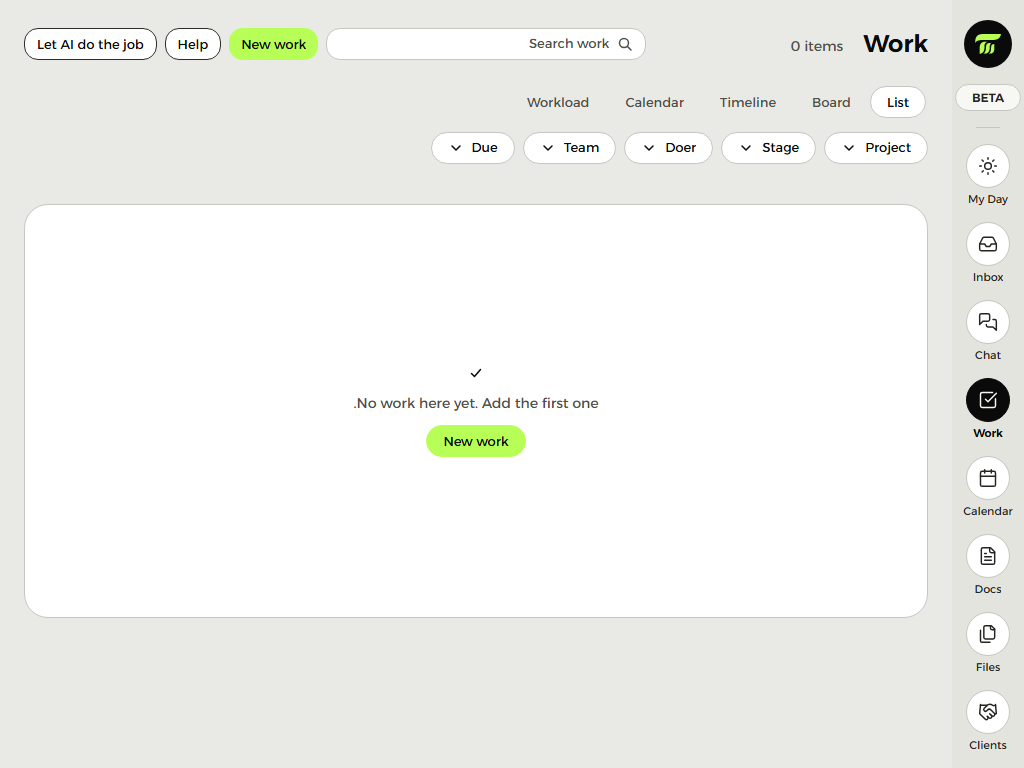 Let AI do the job
Help
New work
Search work
0 items
Work
BETA
Workload
Calendar
Timeline
Board
List
Due
Team
Doer
Stage
Project
.No work here yet. Add the first one
New work
My Day
Inbox
Chat
Work
Calendar
Docs
Files
Clients